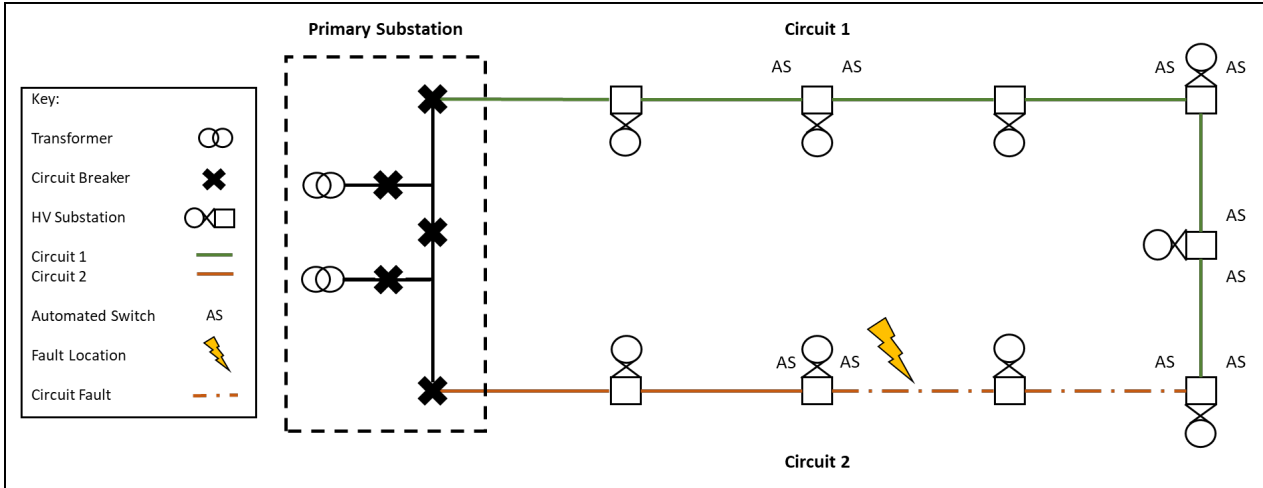 Primary Substation
Circuit 1
AS AS
AS AS
Key:
Transformer
Circuit Breaker
HV Substation
Circuit 1
Circuit 2
Automated Switch AS
Fault Location
Circuit Fault
AS
AS
AS AS
AS AS
Circuit 2